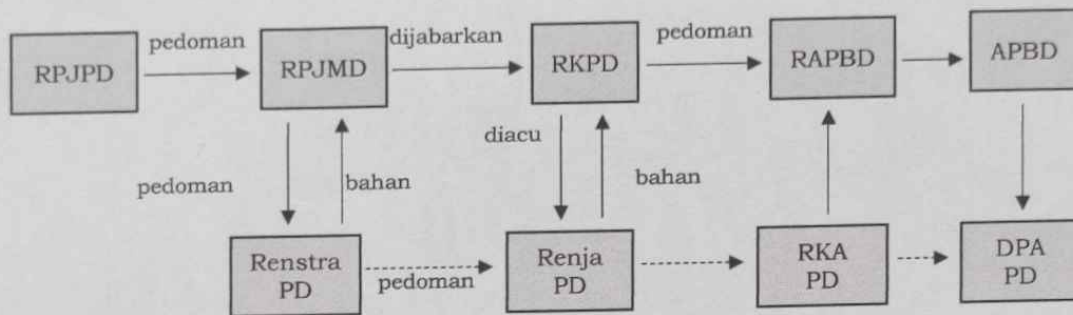 pedoman
dijabarkan
pedoman
RPJPD
RPJMD
RKPD
RAPBD
APBD
diacu
pedoman
bahan
bahan
Renstra
PD
pedoman
Renja
PD
RKA
PD
DPA
PD